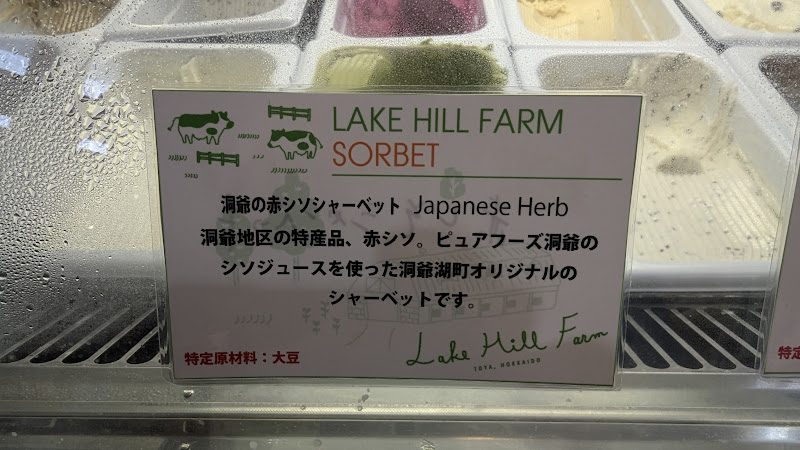 LAKE HILL FARM
SORBET
洞爺の赤シソシャーベット Japanese Herb
洞爺地区の特産品、赤シソ。ピュアフーズ洞爺の
シソジュースを使った洞爺湖町オリジナルの
シャーベットです。
特定原材料：大豆
Lake Hill Farm
TOYA, HOKKAIDO
特